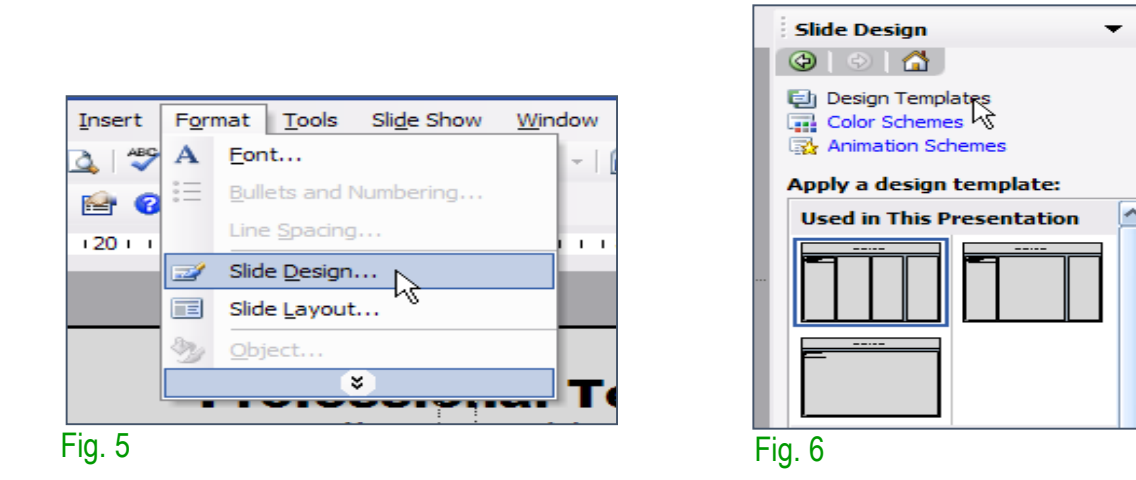 Insert Format Tools Slide Show Window
ABC
Font...
Bullets and Numbering...
20
Line Spacing...
Slide Design...
Slide Layout...
Object...
Fig. 5
Slide Design
Design Templates
Color Schemes
Animation Schemes
Apply a design template:
Used in This Presentation
Fig. 6